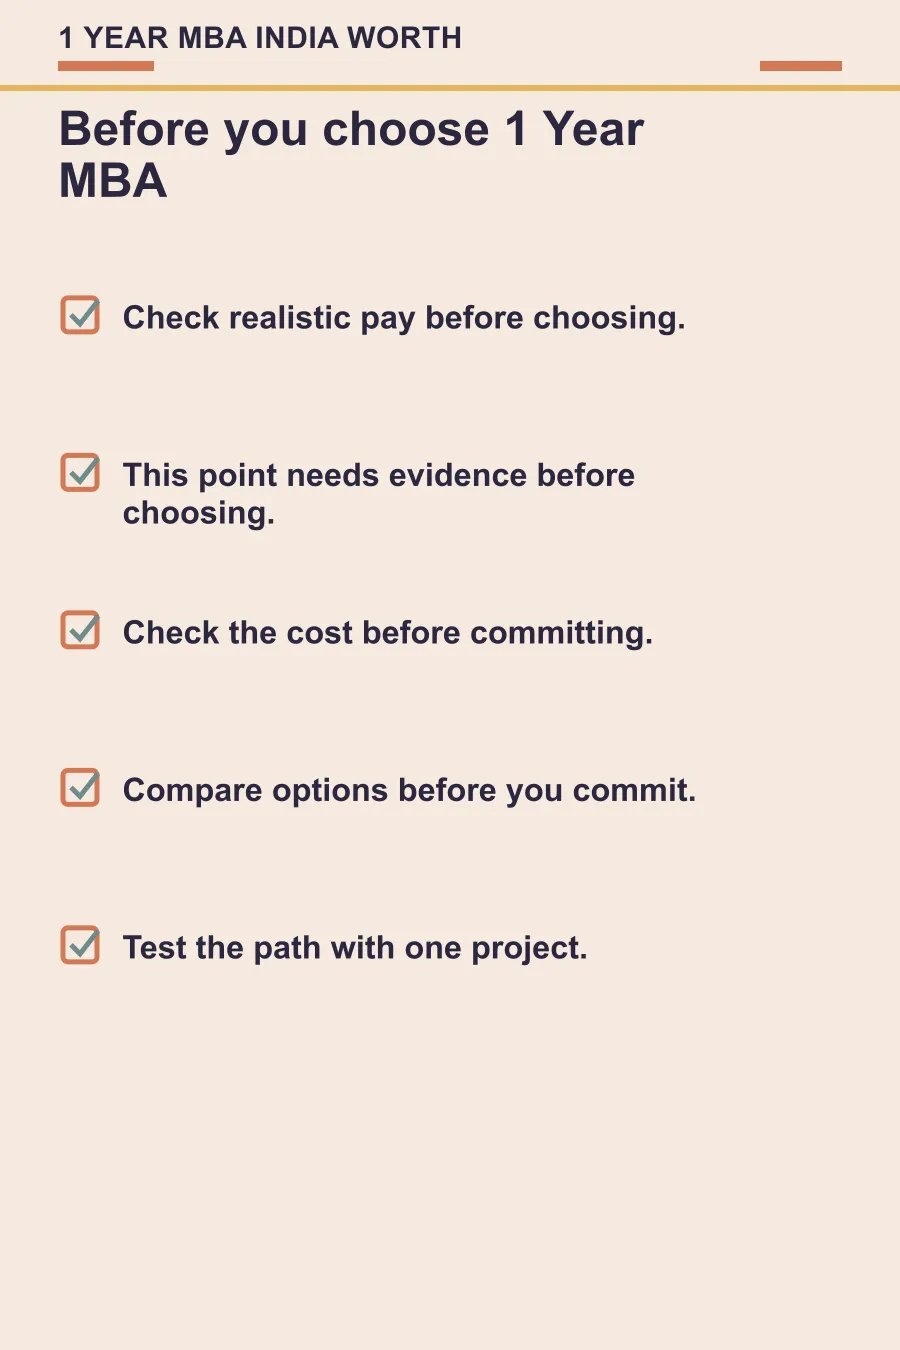 1 YEAR MBA INDIA WORTH
Before you choose 1 Year
MBA
Check realistic pay before choosing.
This point needs evidence before
choosing.
Check the cost before committing.
Compare options before you commit.
Test the path with one project.